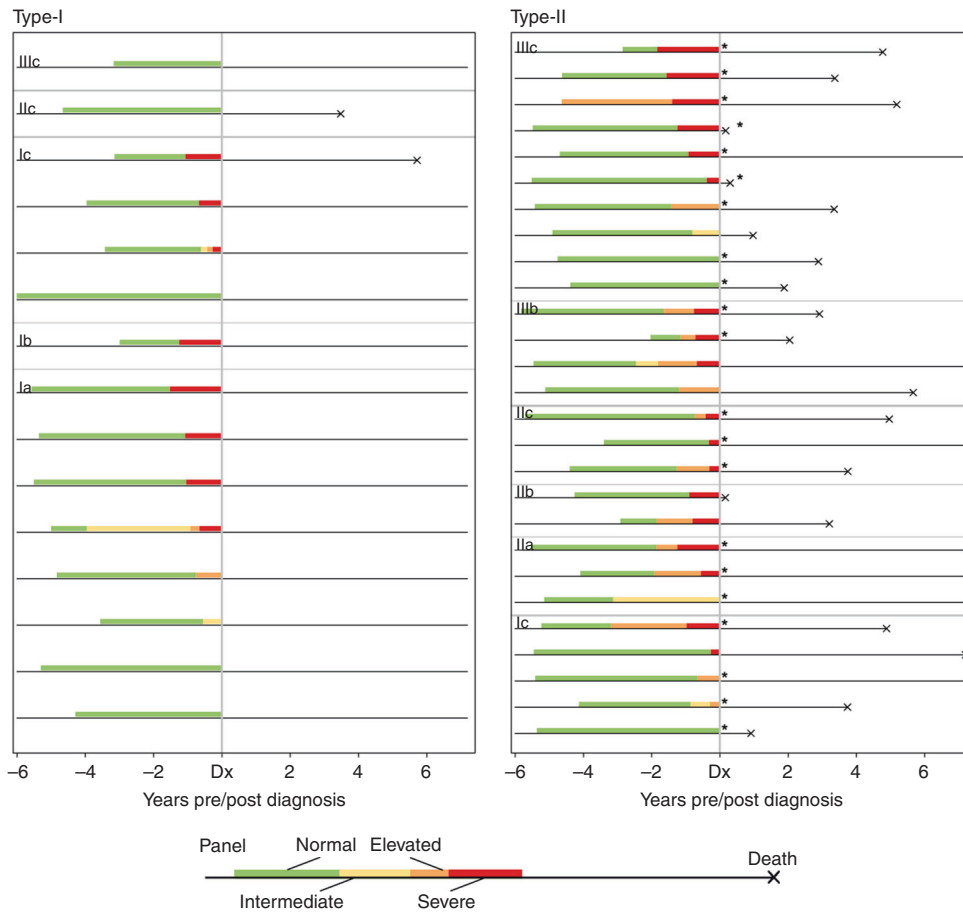 Type-I
IIIc
IIc
Ic
Ib
Ia
−6 −4 −2 Dx 2 4 6
Years pre/post diagnosis
Type-II
IIIc *
*
*
*
*
*
*
*
*
IIIb *
*
IIc *
*
*
IIb
IIa *
*
*
Ic *
*
*
*
−6 −4 −2 Dx 2 4 6
Years pre/post diagnosis
Panel Normal Elevated Death
Intermediate Severe